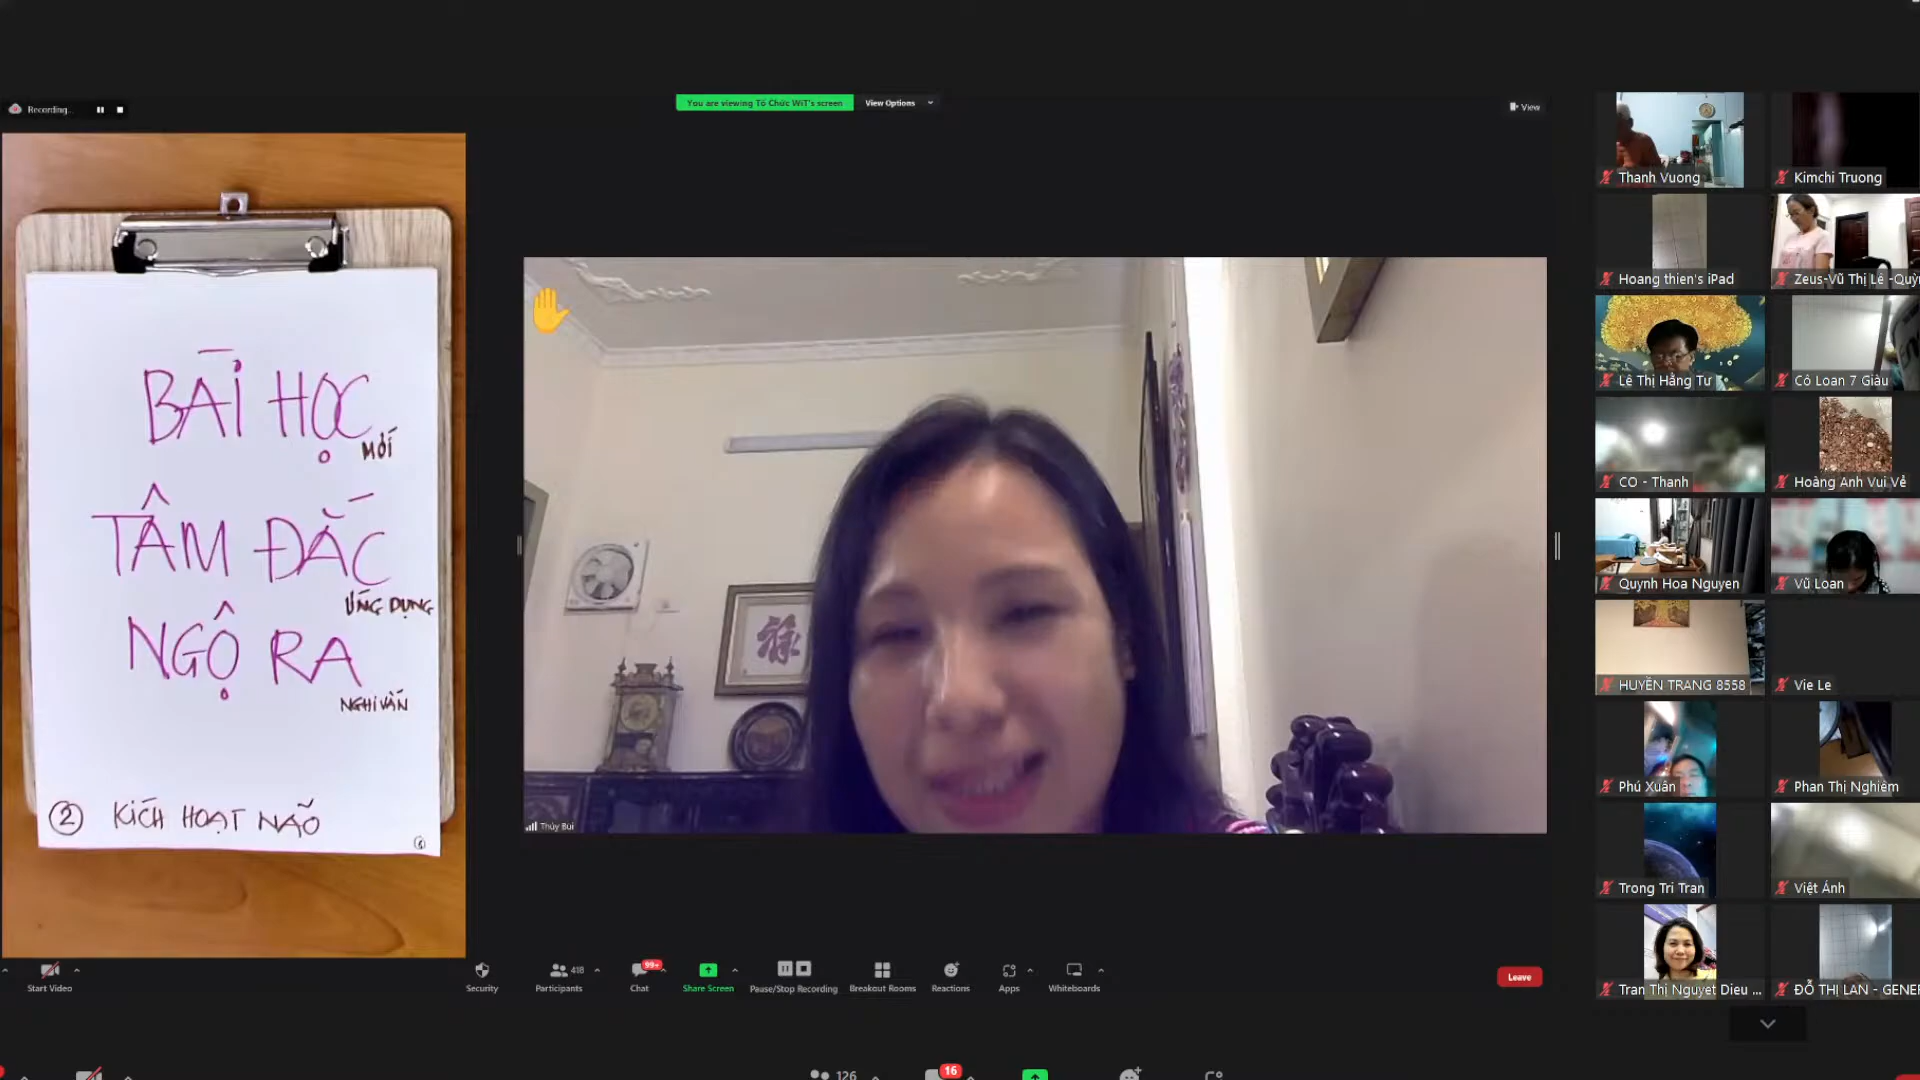 Recording...
You are viewing Tổ Chức WiT's screen
View Options
View
BÀI HỌC
MỚI
TÂM ĐẮC
ỨNG DỤNG
NGỘ RA
NGHI VẤN
2 KÍCH HOẠT NÃO
Thúy Bùi
Thanh Vuong
Kimchi Truong
Hoang thien's iPad
Zeus-Vũ Thị Lê -Quỳ
Lê Thị Hằng Tư
Cô Loan 7 Giàu
CO - Thanh
Hoàng Anh Vui Vẻ
Quynh Hoa Nguyen
Vũ Loan
HUYỀN TRANG 8558
Vie Le
Phú Xuân
Phan Thị Nghiêm
Trong Tri Tran
Việt Ánh
Tran Thị Nguyet Dieu ...
ĐỖ THỊ LAN - GENE
Start Video
Security
418
Participants
99+
Chat
Share Screen
Pause/Stop Recording
Breakout Rooms
Reactions
Apps
Whiteboards
Leave
126
16